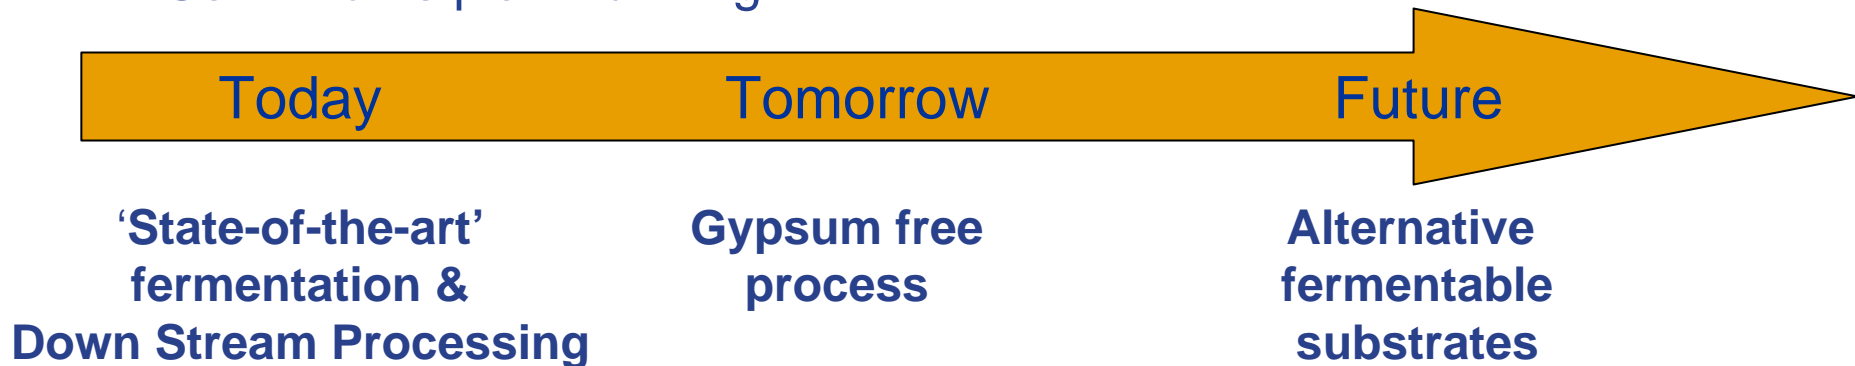 Today Tomorrow Future
‘State-of-the-art’ Gypsum free Alternative
fermentation & process fermentable
Down Stream Processing substrates